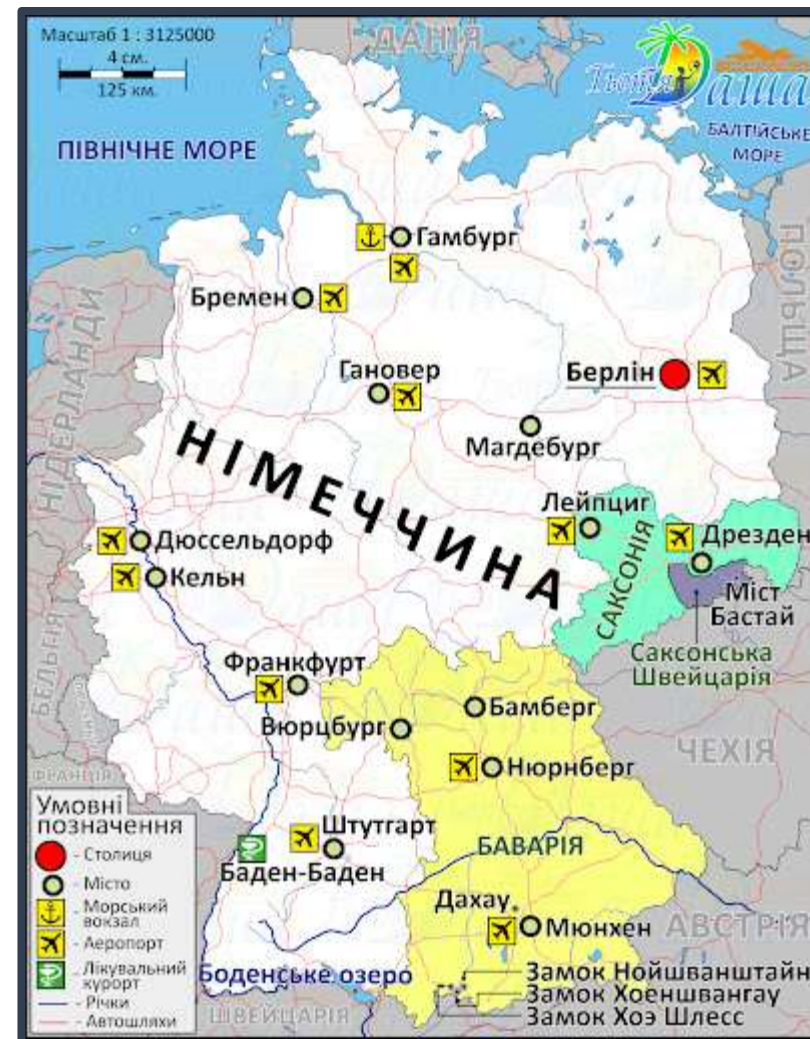 Масштаб 1 : 3125000
4 см.
125 км.
ДАНІЯ
Тьотя Даша
БАЛТІЙСЬКЕ
МОРЕ
ПІВНІЧНЕ МОРЕ
ПОЛЬЩА
Гамбург
Бремен
Гановер
Берлін
Магдебург
НІДЕРЛАНДИ
НІМЕЧЧИНА
Лейпциг
САКСОНІЯ
Дрезден
Дюссельдорф
Кельн
Міст
Бастай
Саксонська
Швейцарія
БЕЛЬГІЯ
Франкфурт
Бамберг
Вюрцбург
ЧЕХІЯ
Нюрнберг
ФРАНЦІЯ
Умовні
позначення
- Столиця
- Місто
- Морський
вокзал
- Аеропорт
- Лікувальний
курорт
- Річки
- Автошляхи
Штутгарт
Баден-Баден
БАВАРІЯ
Дахау
Мюнхен
АВСТРІЯ
Боденське озеро
Замок Нойшванштайн
Замок Хоеншвангау
Замок Хоэ Шлесс
ШВЕЙЦАРІЯ